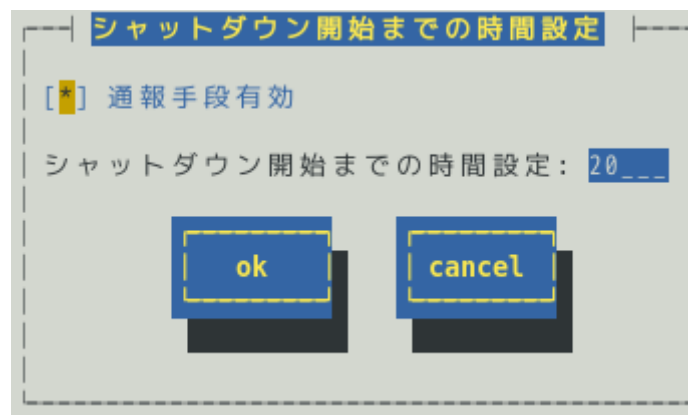 シャットダウン開始までの時間設定
[*] 通報手段有効
シャットダウン開始までの時間設定: 20___
ok cancel